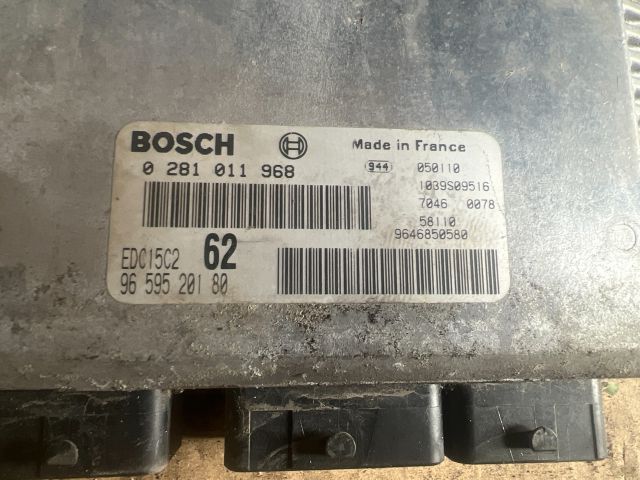 BOSCH Made in France
0 281 011 968 944 050110
1039S09516
7046 0078
58110
9646850580
EDC15C2 62
96 595 201 80